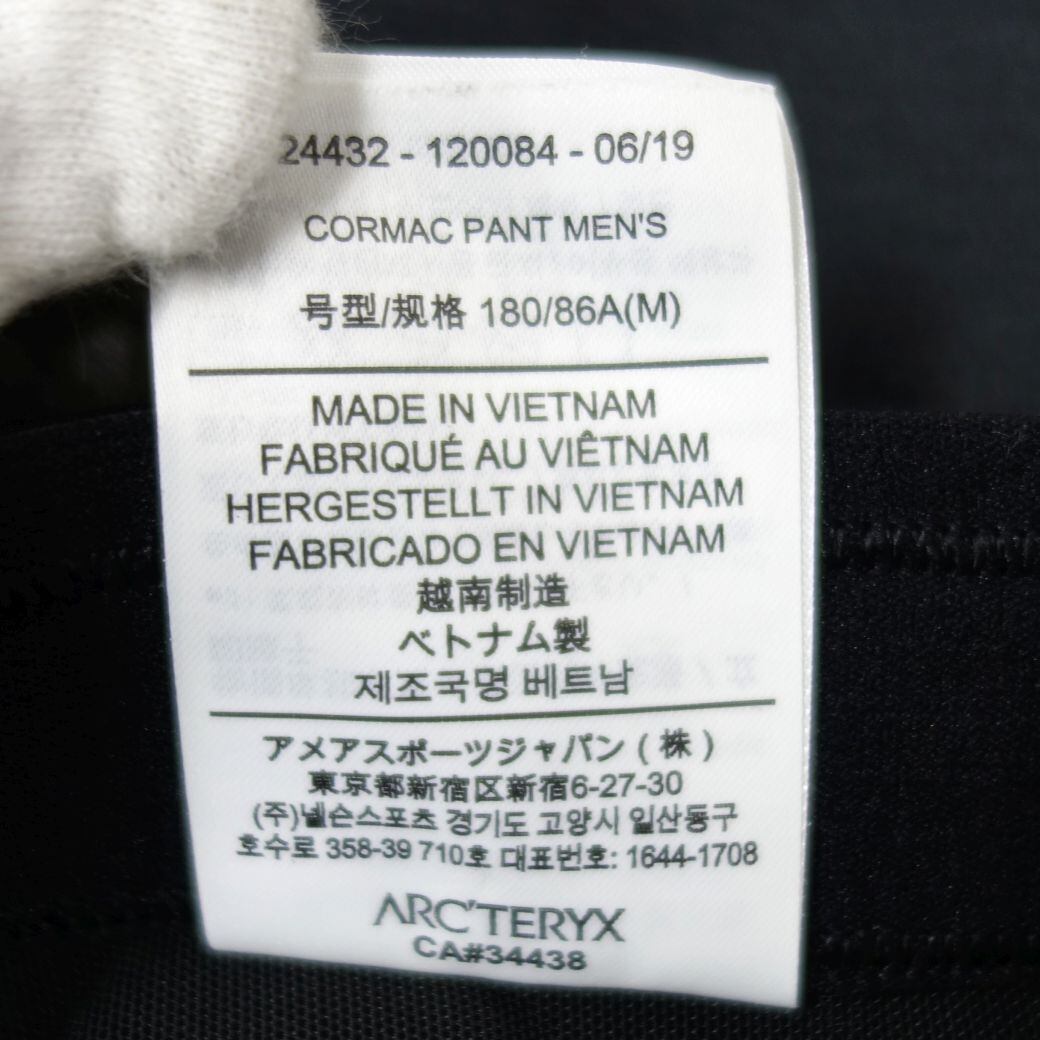 24432 - 120084 - 06/19
CORMAC PANT MEN'S
号型/规格 180/86A(M)
MADE IN VIETNAM
FABRIQUÉ AU VIÊTNAM
HERGESTELLT IN VIETNAM
FABRICADO EN VIETNAM
越南制造
ベトナム製
제조국명 베트남
アメアスポーツジャパン(株)
東京都新宿区新宿6-27-30
(주)넬슨스포츠 경기도 고양시 일산동구
호수로 358-39 710호 대표번호: 1644-1708
ARC'TERYX
CA#34438